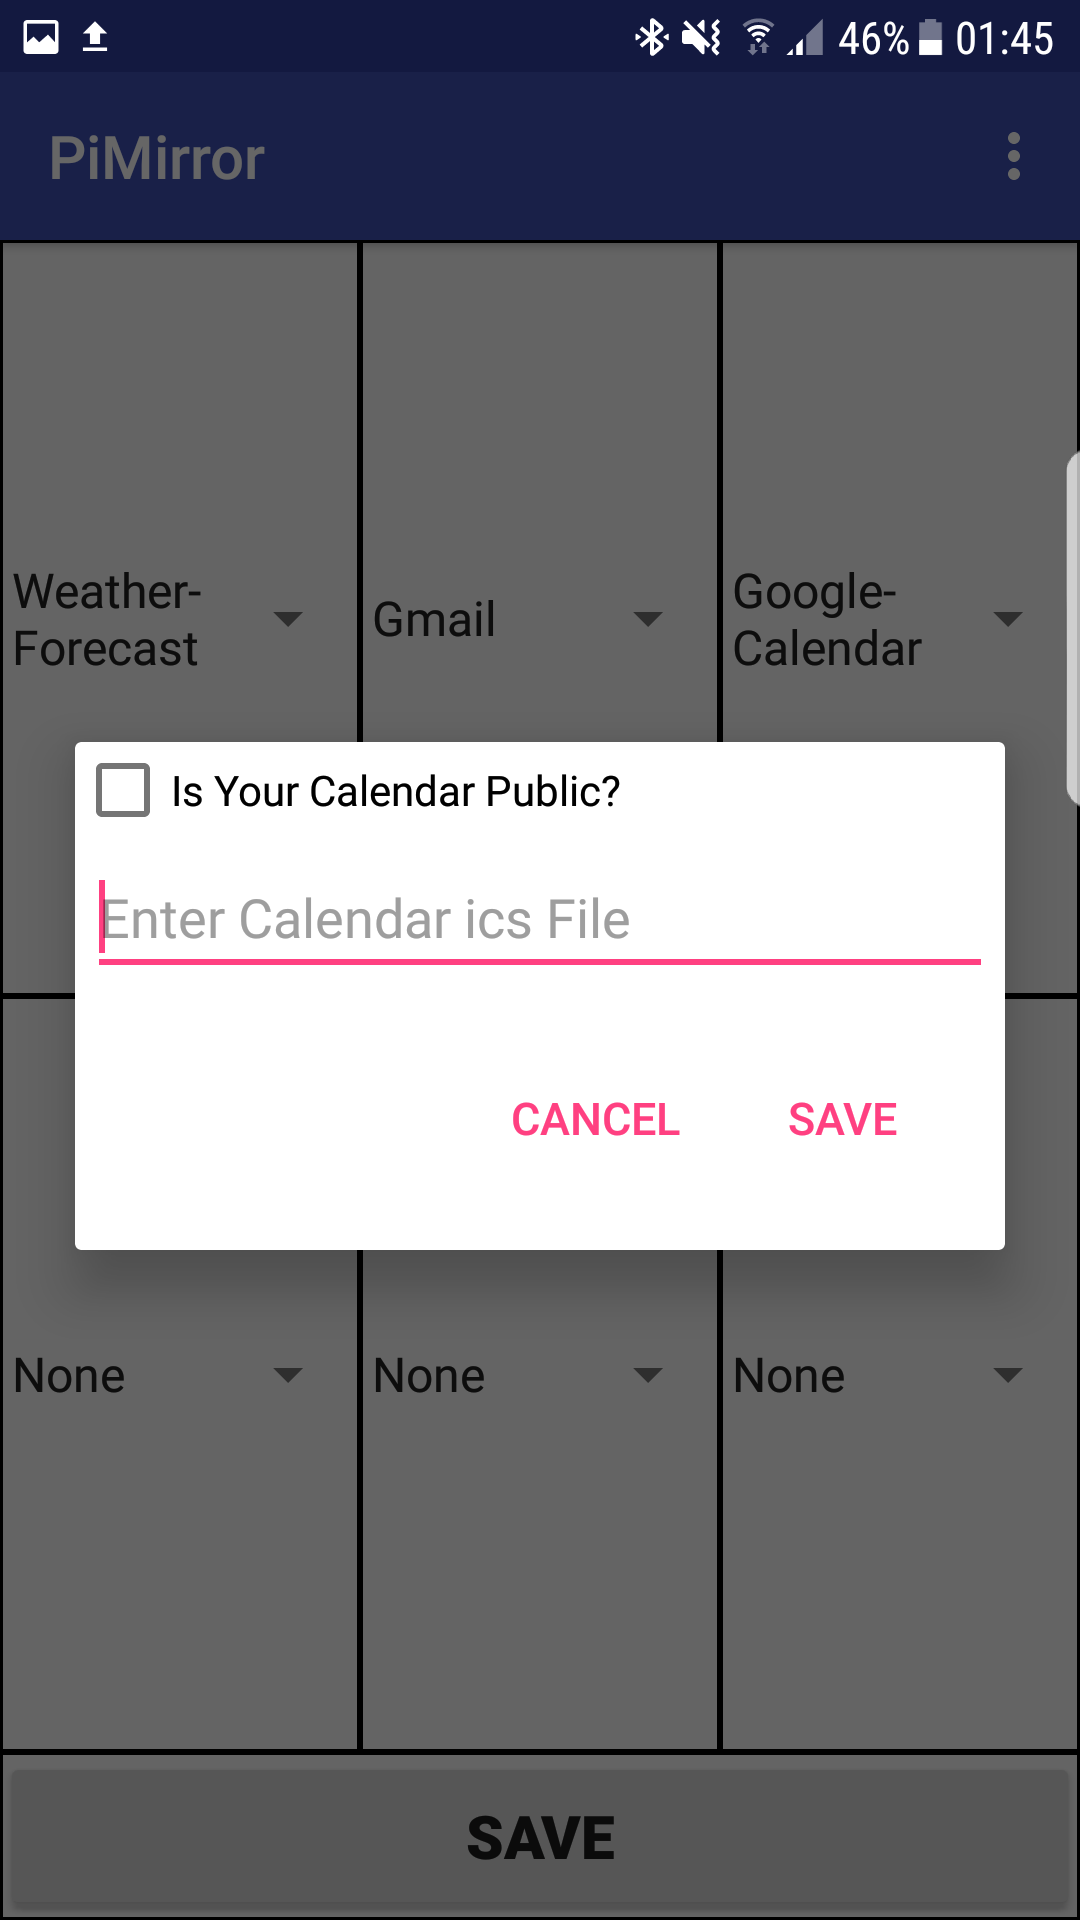 46% 01:45
PiMirror
Weather-
Forecast
Gmail
Google-
Calendar
Is Your Calendar Public?
Enter Calendar ics File
CANCEL SAVE
None None None
SAVE